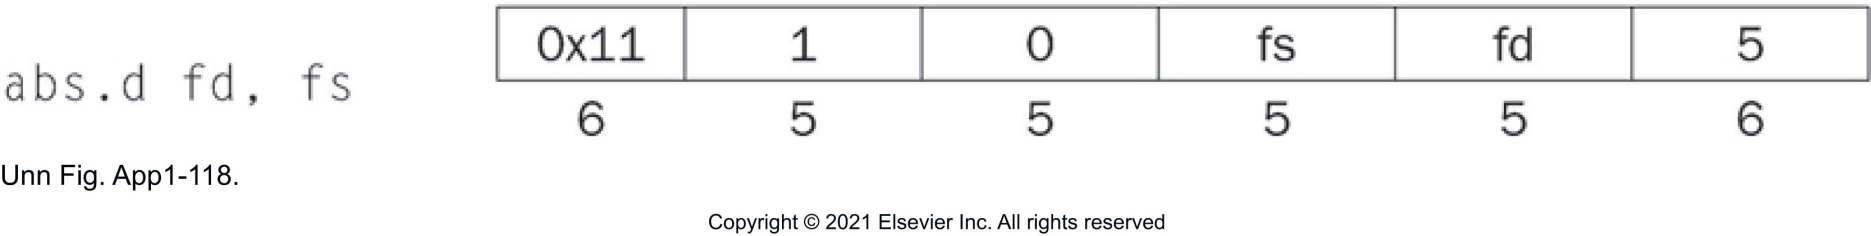 abs.d fd, fs
0x11 1 0 fs fd 5
6 5 5 5 5 6
Unn Fig. App1-118.
Copyright © 2021 Elsevier Inc. All rights reserved